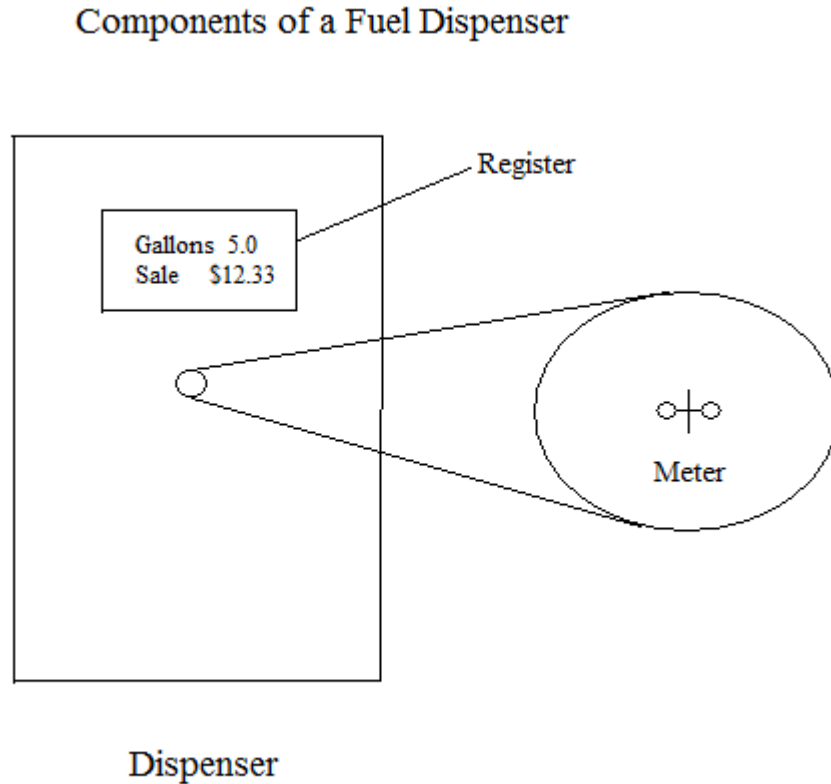 Components of a Fuel Dispenser
Register
Gallons 5.0
Sale $12.33
Meter
Dispenser